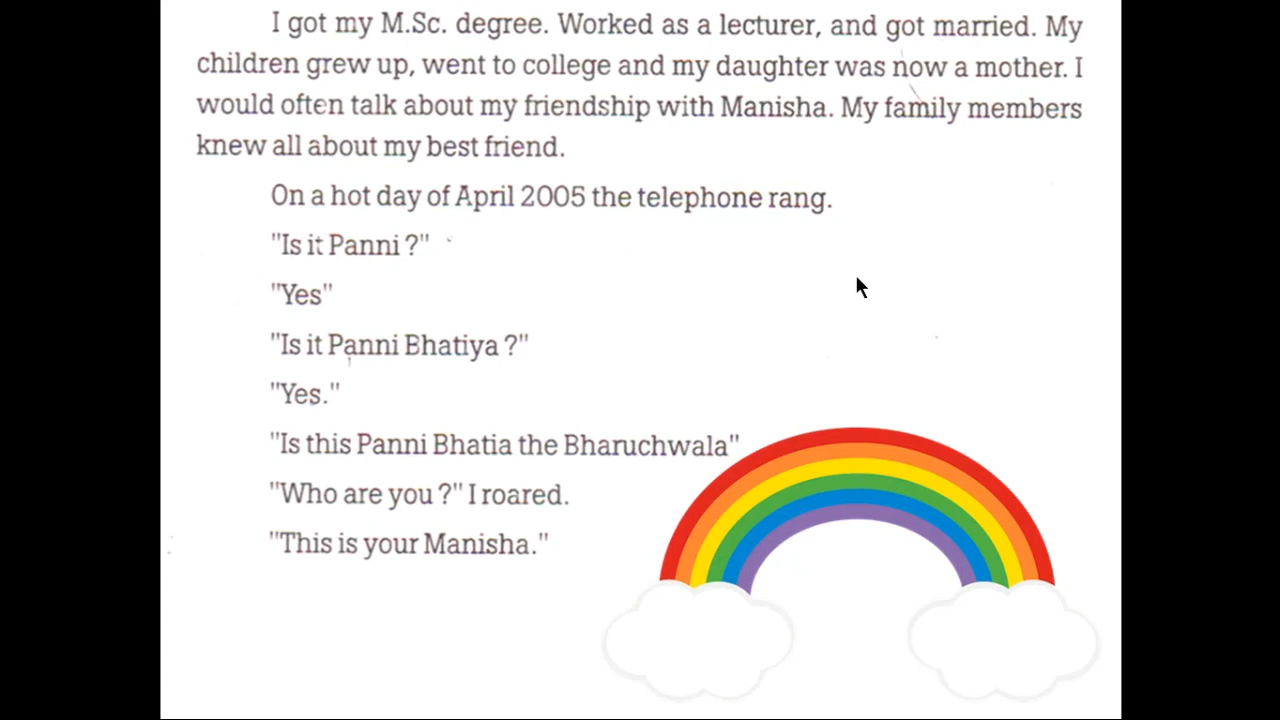 I got my M.Sc. degree. Worked as a lecturer, and got married. My
children grew up, went to college and my daughter was now a mother. I
would often talk about my friendship with Manisha. My family members
knew all about my best friend.
On a hot day of April 2005 the telephone rang.
"Is it Panni ?"
"Yes"
"Is it Panni Bhatiya ?"
"Yes."
"Is this Panni Bhatia the Bharuchwala"
"Who are you ?" I roared.
"This is your Manisha."